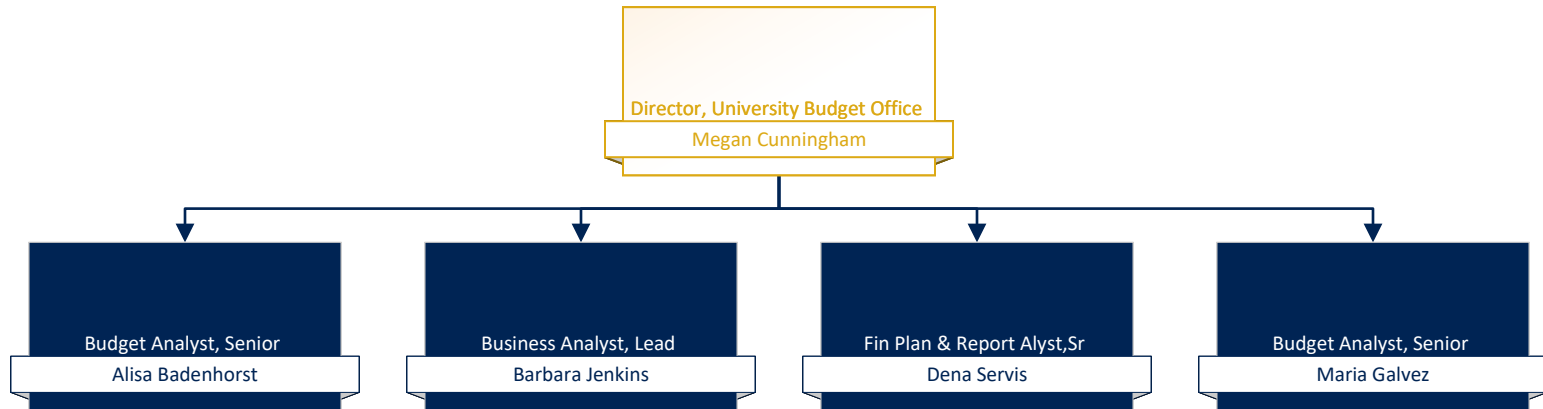 Director, University Budget Office
Megan Cunningham
Budget Analyst, Senior
Alisa Badenhorst
Business Analyst, Lead
Barbara Jenkins
Fin Plan & Report Alyst,Sr
Dena Servis
Budget Analyst, Senior
Maria Galvez